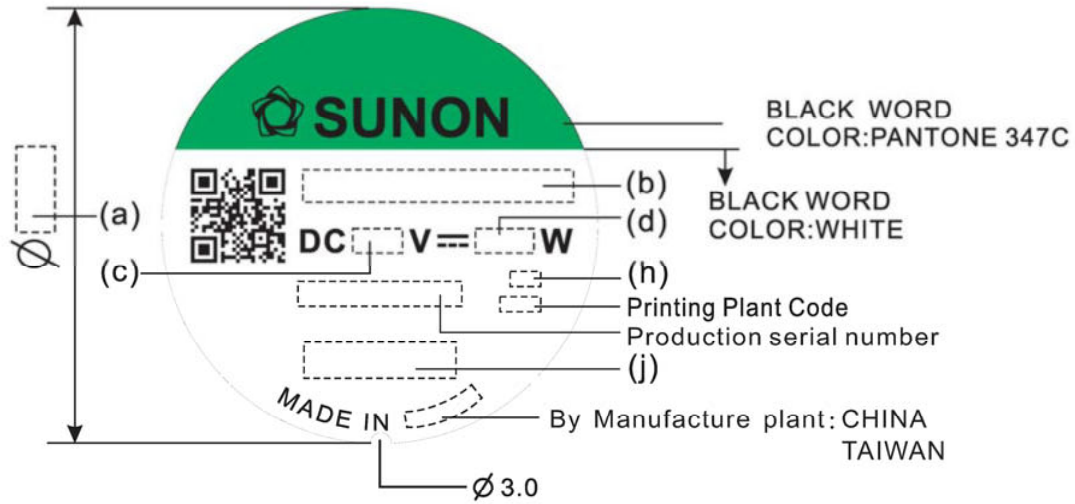 SUNON
BLACK WORD
COLOR:PANTONE 347C
(a)
Ø
(b)
BLACK WORD
COLOR:WHITE
DC V ⎓ W
(d)
(c)
(h)
Printing Plant Code
Production serial number
(j)
MADE IN
By Manufacture plant: CHINA
TAIWAN
Ø 3.0